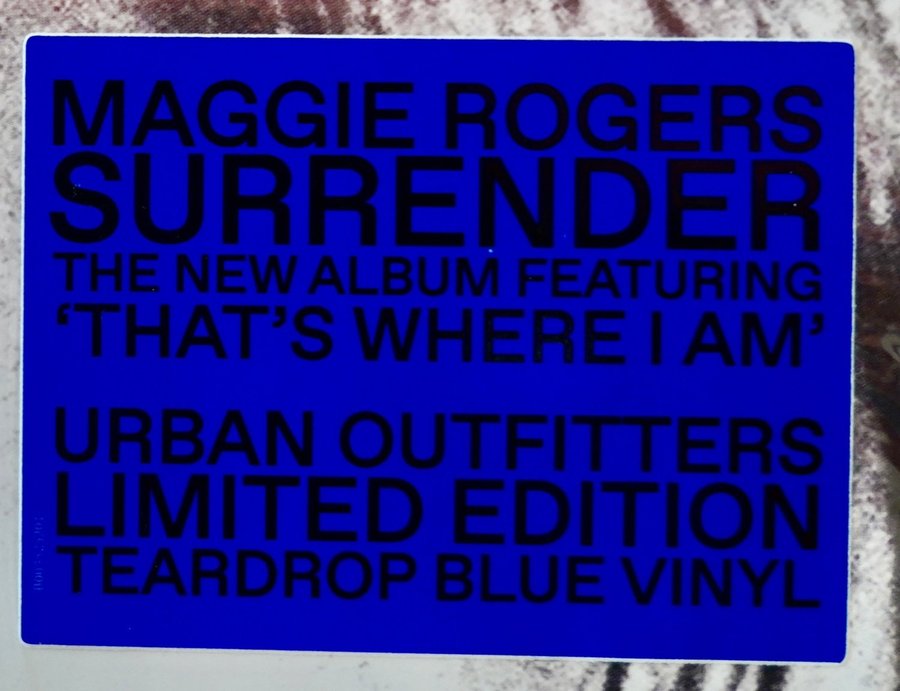 MAGGIE ROGERS
SURRENDER
THE NEW ALBUM FEATURING
‘THAT’S WHERE I AM’
URBAN OUTFITTERS
LIMITED EDITION
TEARDROP BLUE VINYL